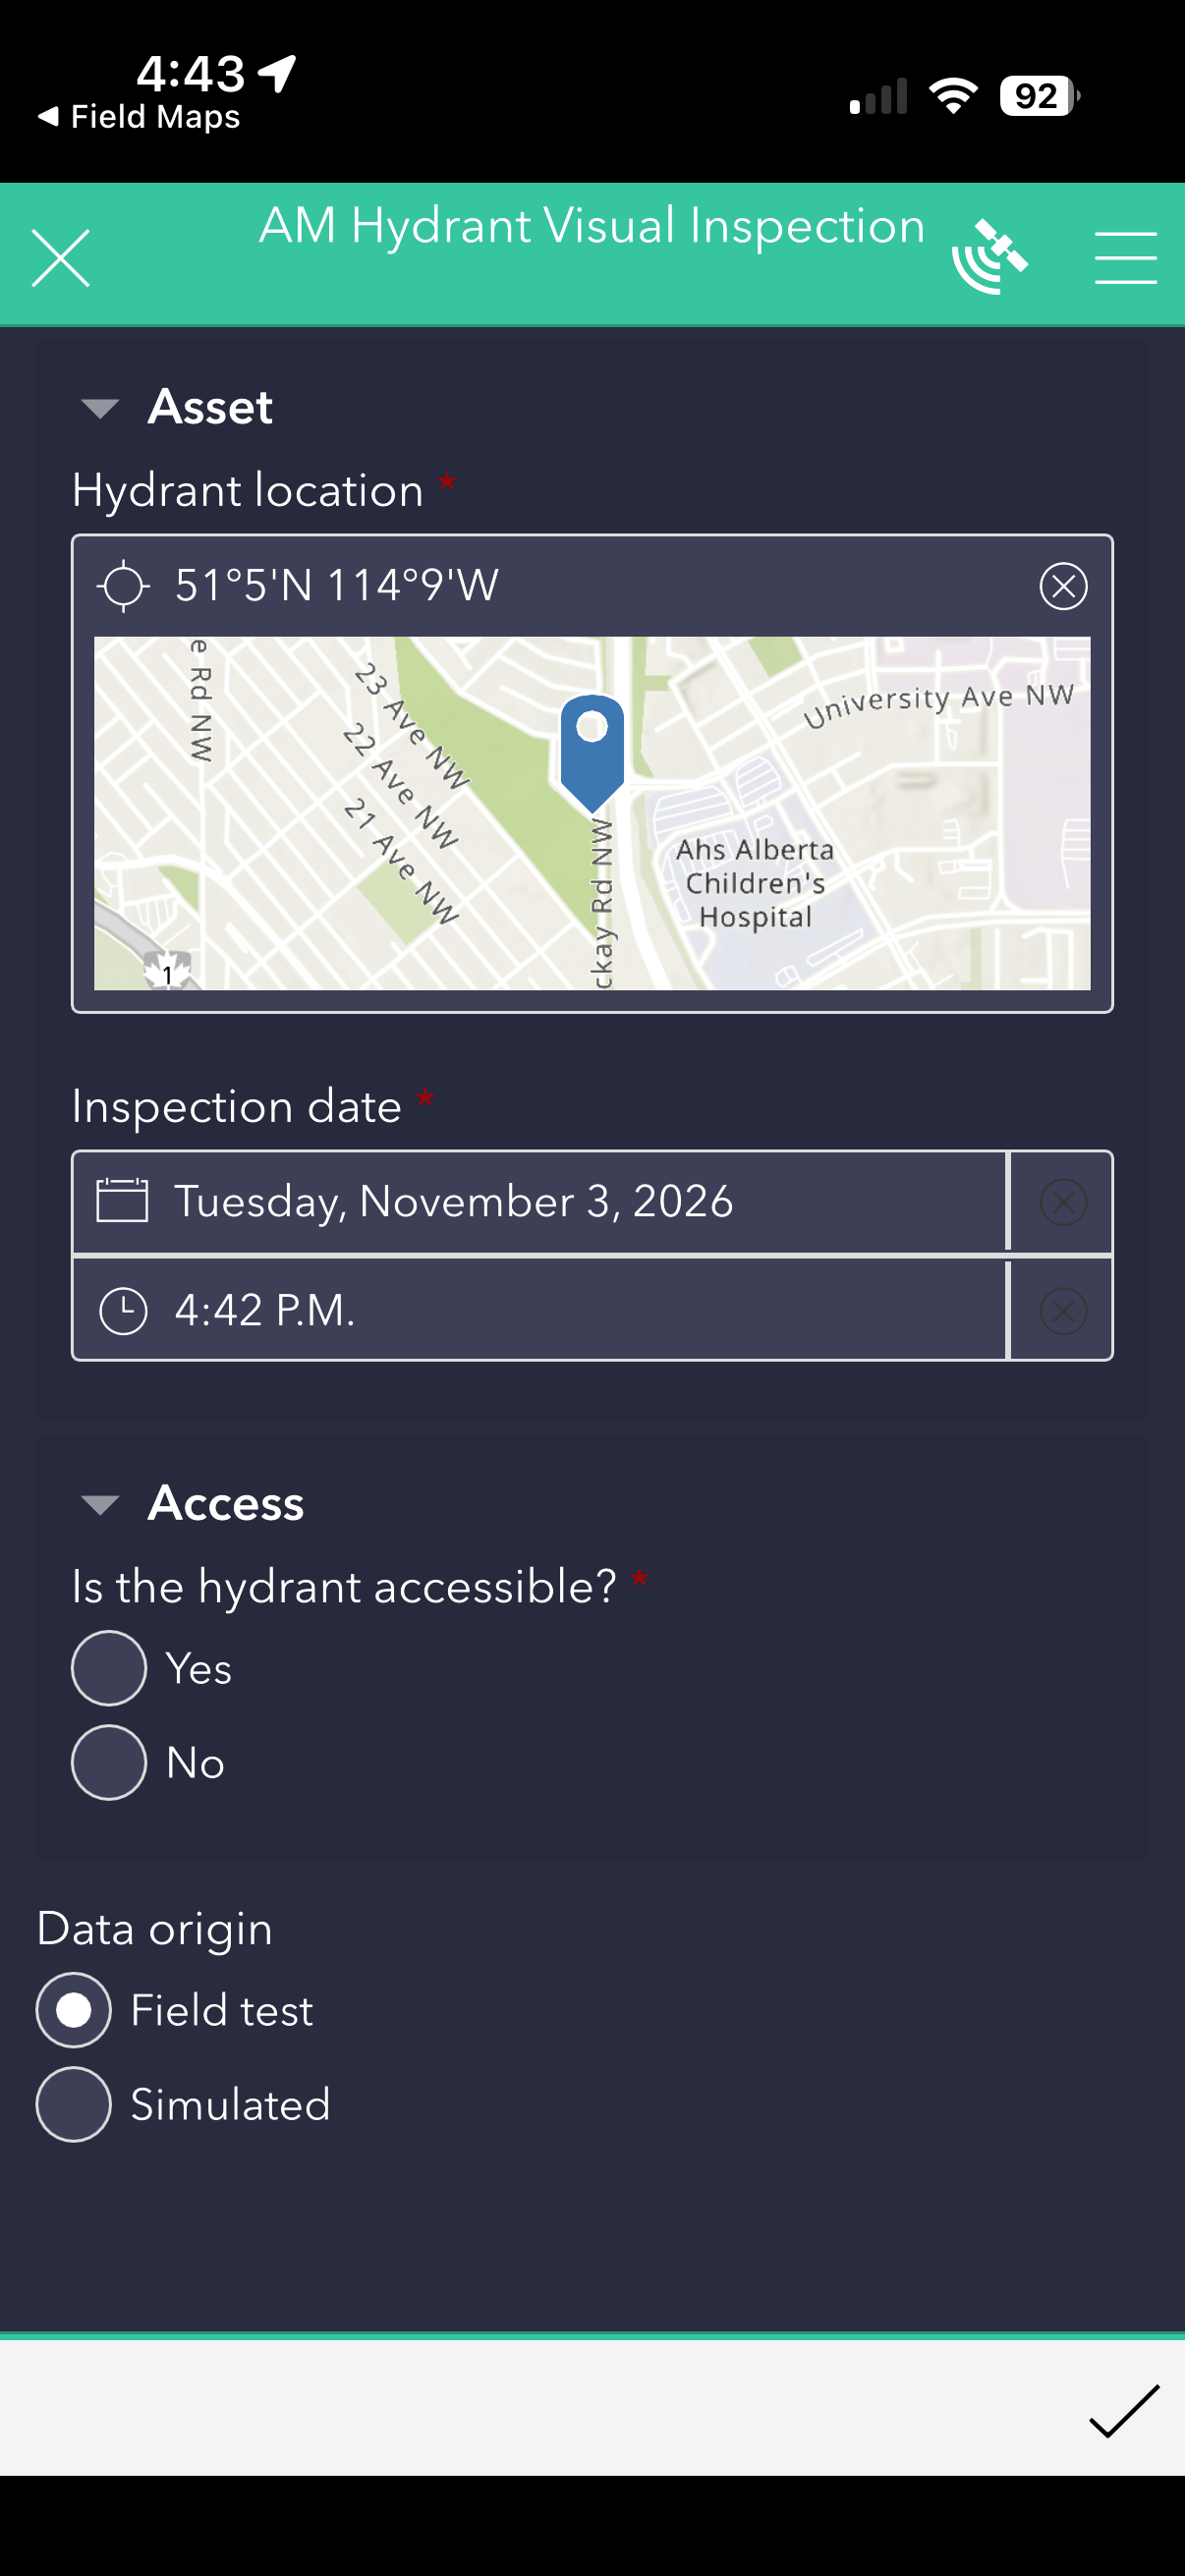 4:43
Field Maps
92
AM Hydrant Visual Inspection
Asset
Hydrant location *
51°5'N 114°9'W
e Rd NW
23 Ave NW
22 Ave NW
21 Ave NW
University Ave NW
Ahs Alberta
Children's
Hospital
ckay Rd NW
1
Inspection date *
Tuesday, November 3, 2026
4:42 P.M.
Access
Is the hydrant accessible? *
Yes
No
Data origin
Field test
Simulated